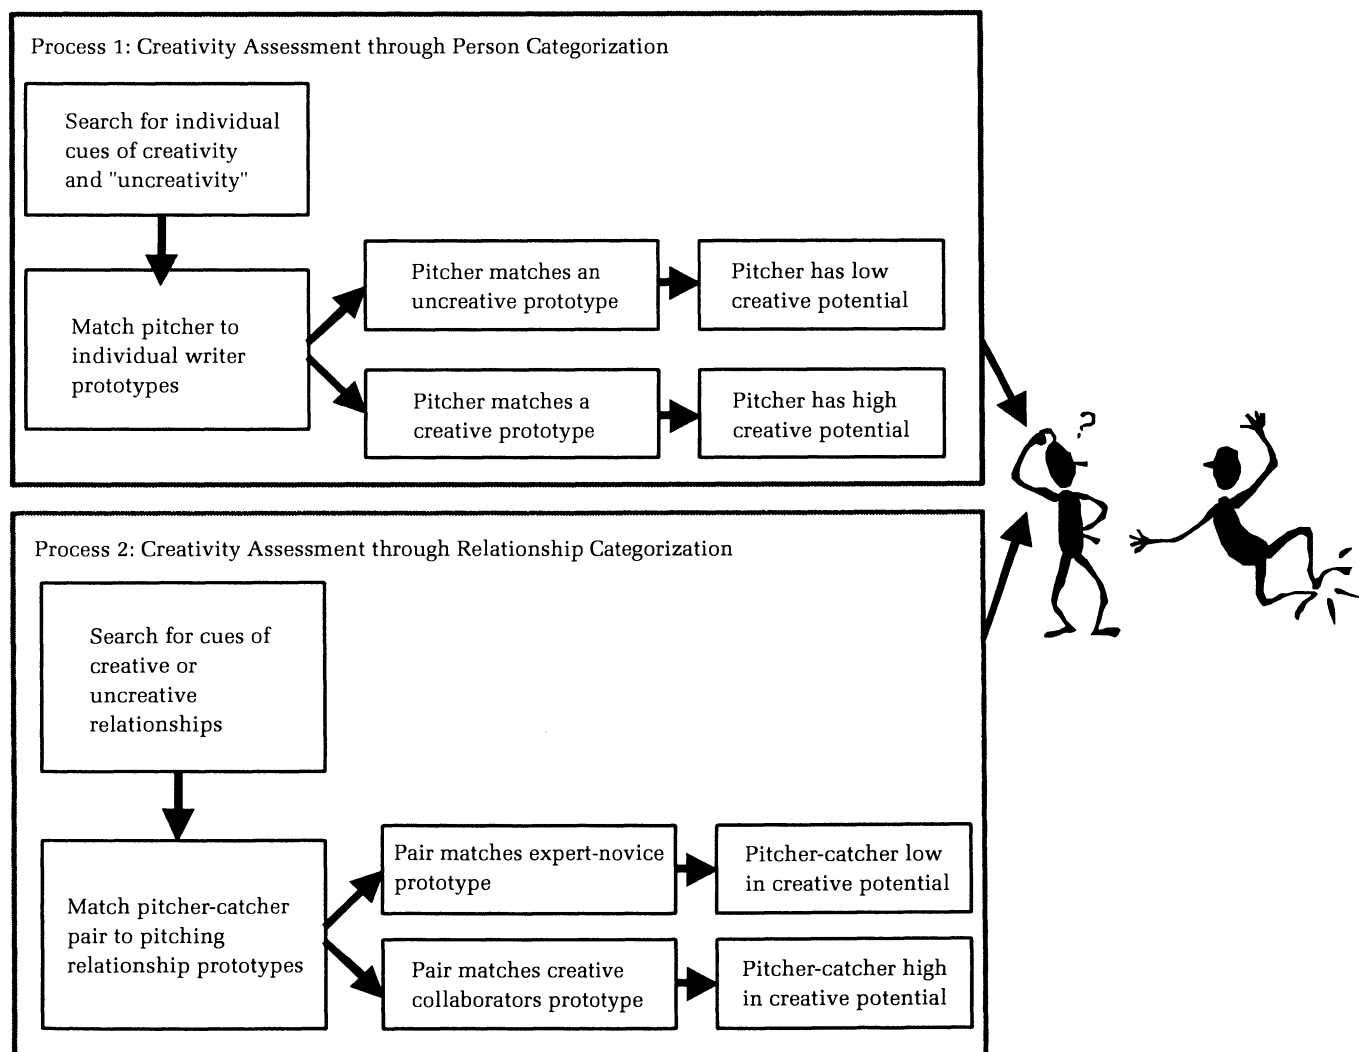 Process 1: Creativity Assessment through Person Categorization
Search for individual
cues of creativity
and "uncreativity"
Match pitcher to
individual writer
prototypes
Pitcher matches an
uncreative prototype
Pitcher has low
creative potential
Pitcher matches a
creative prototype
Pitcher has high
creative potential
?
Process 2: Creativity Assessment through Relationship Categorization
Search for cues of
creative or
uncreative
relationships
Match pitcher-catcher
pair to pitching
relationship prototypes
Pair matches expert-novice
prototype
Pitcher-catcher low
in creative potential
Pair matches creative
collaborators prototype
Pitcher-catcher high
in creative potential